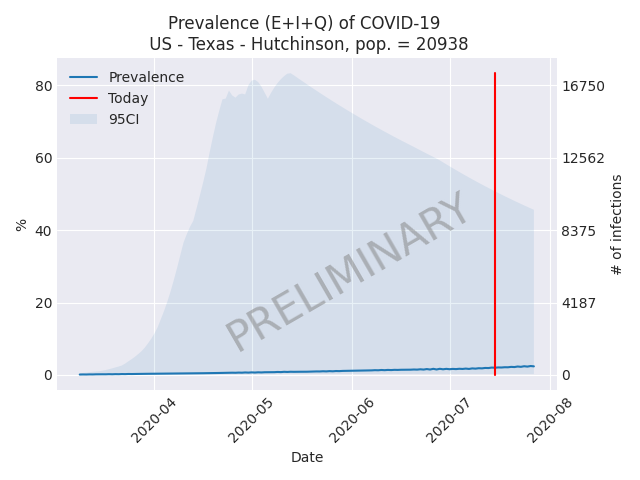 Prevalence (E+I+Q) of COVID-19
US - Texas - Hutchinson, pop. = 20938
Prevalence
Today
95CI
80
60
40
20
0
%
16750
12562
8375
4187
0
# of infections
PRELIMINARY
2020-04
2020-05
2020-06
2020-07
2020-08
Date